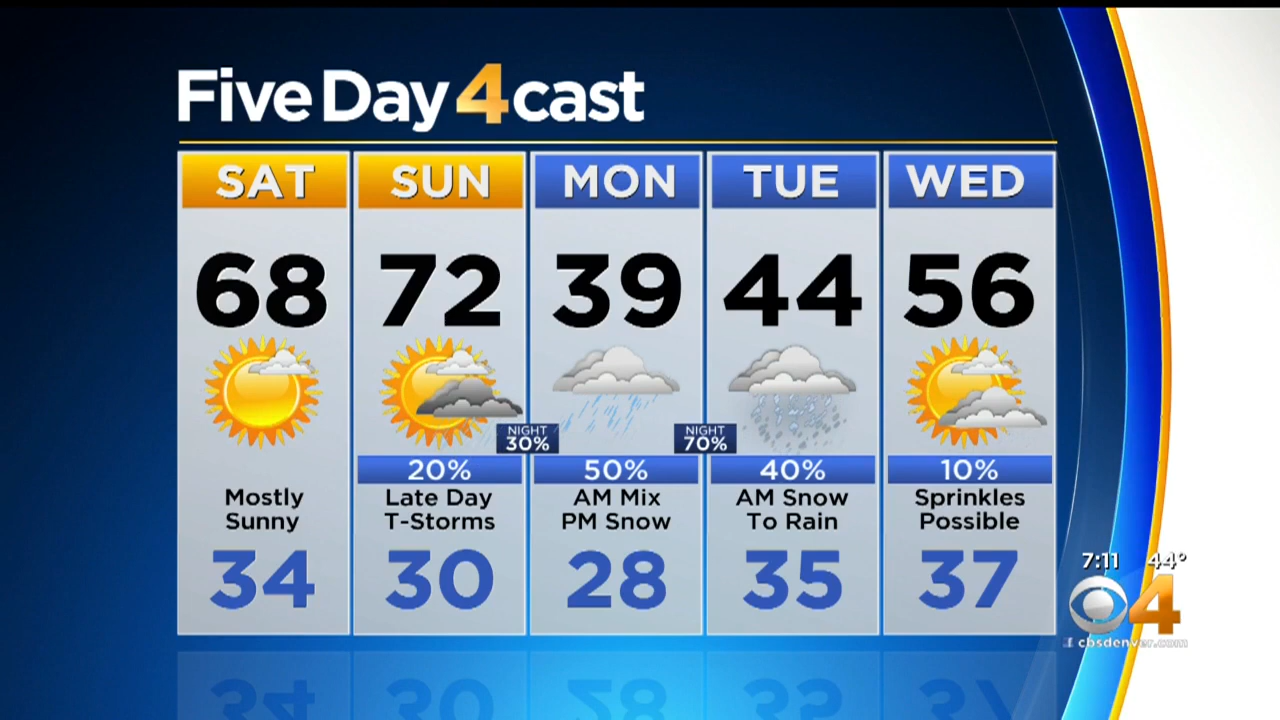 Five Day 4cast
SAT SUN MON TUE WED
68 72 39 44 56
NIGHT NIGHT
30% 70%
20% 50% 40% 10%
Mostly Late Day AM Mix AM Snow Sprinkles
Sunny T-Storms PM Snow To Rain Possible
34 30 28 35 37
7:11 44°
4
cbsdenver.com